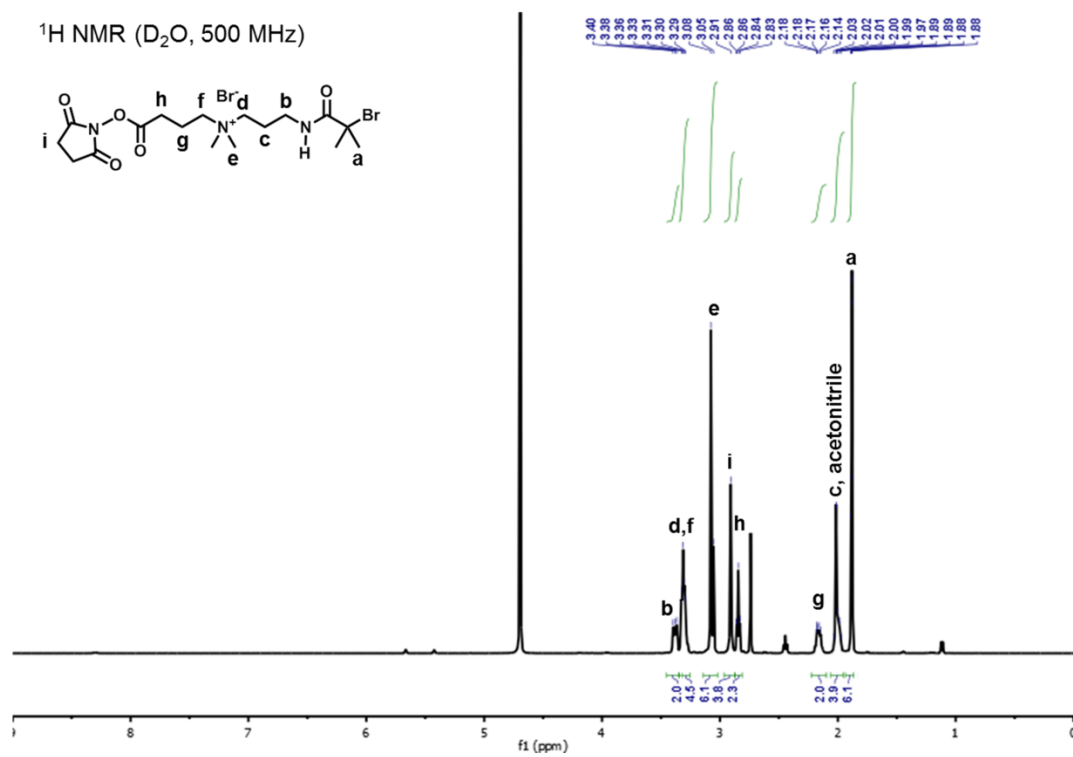 ¹H NMR (D₂O, 500 MHz)
3.40
3.38
3.36
3.33
3.31
3.30
3.29
3.08
3.05
2.91
2.86
2.86
2.84
2.83
2.18
2.18
2.17
2.16
2.14
2.03
2.02
2.01
2.00
1.99
1.97
1.89
1.89
1.88
1.88
O
h
f
Br⁻
d
b
O
Br
i
N
O
O
g
N⁺
c
N
H
O
e
a
b
d,f
e
i
h
g
c, acetonitrile
a
2.0
4.5
6.1
3.8
2.3
2.0
3.9
6.1
9 8 7 6 5 4 3 2 1 0
f1 (ppm)